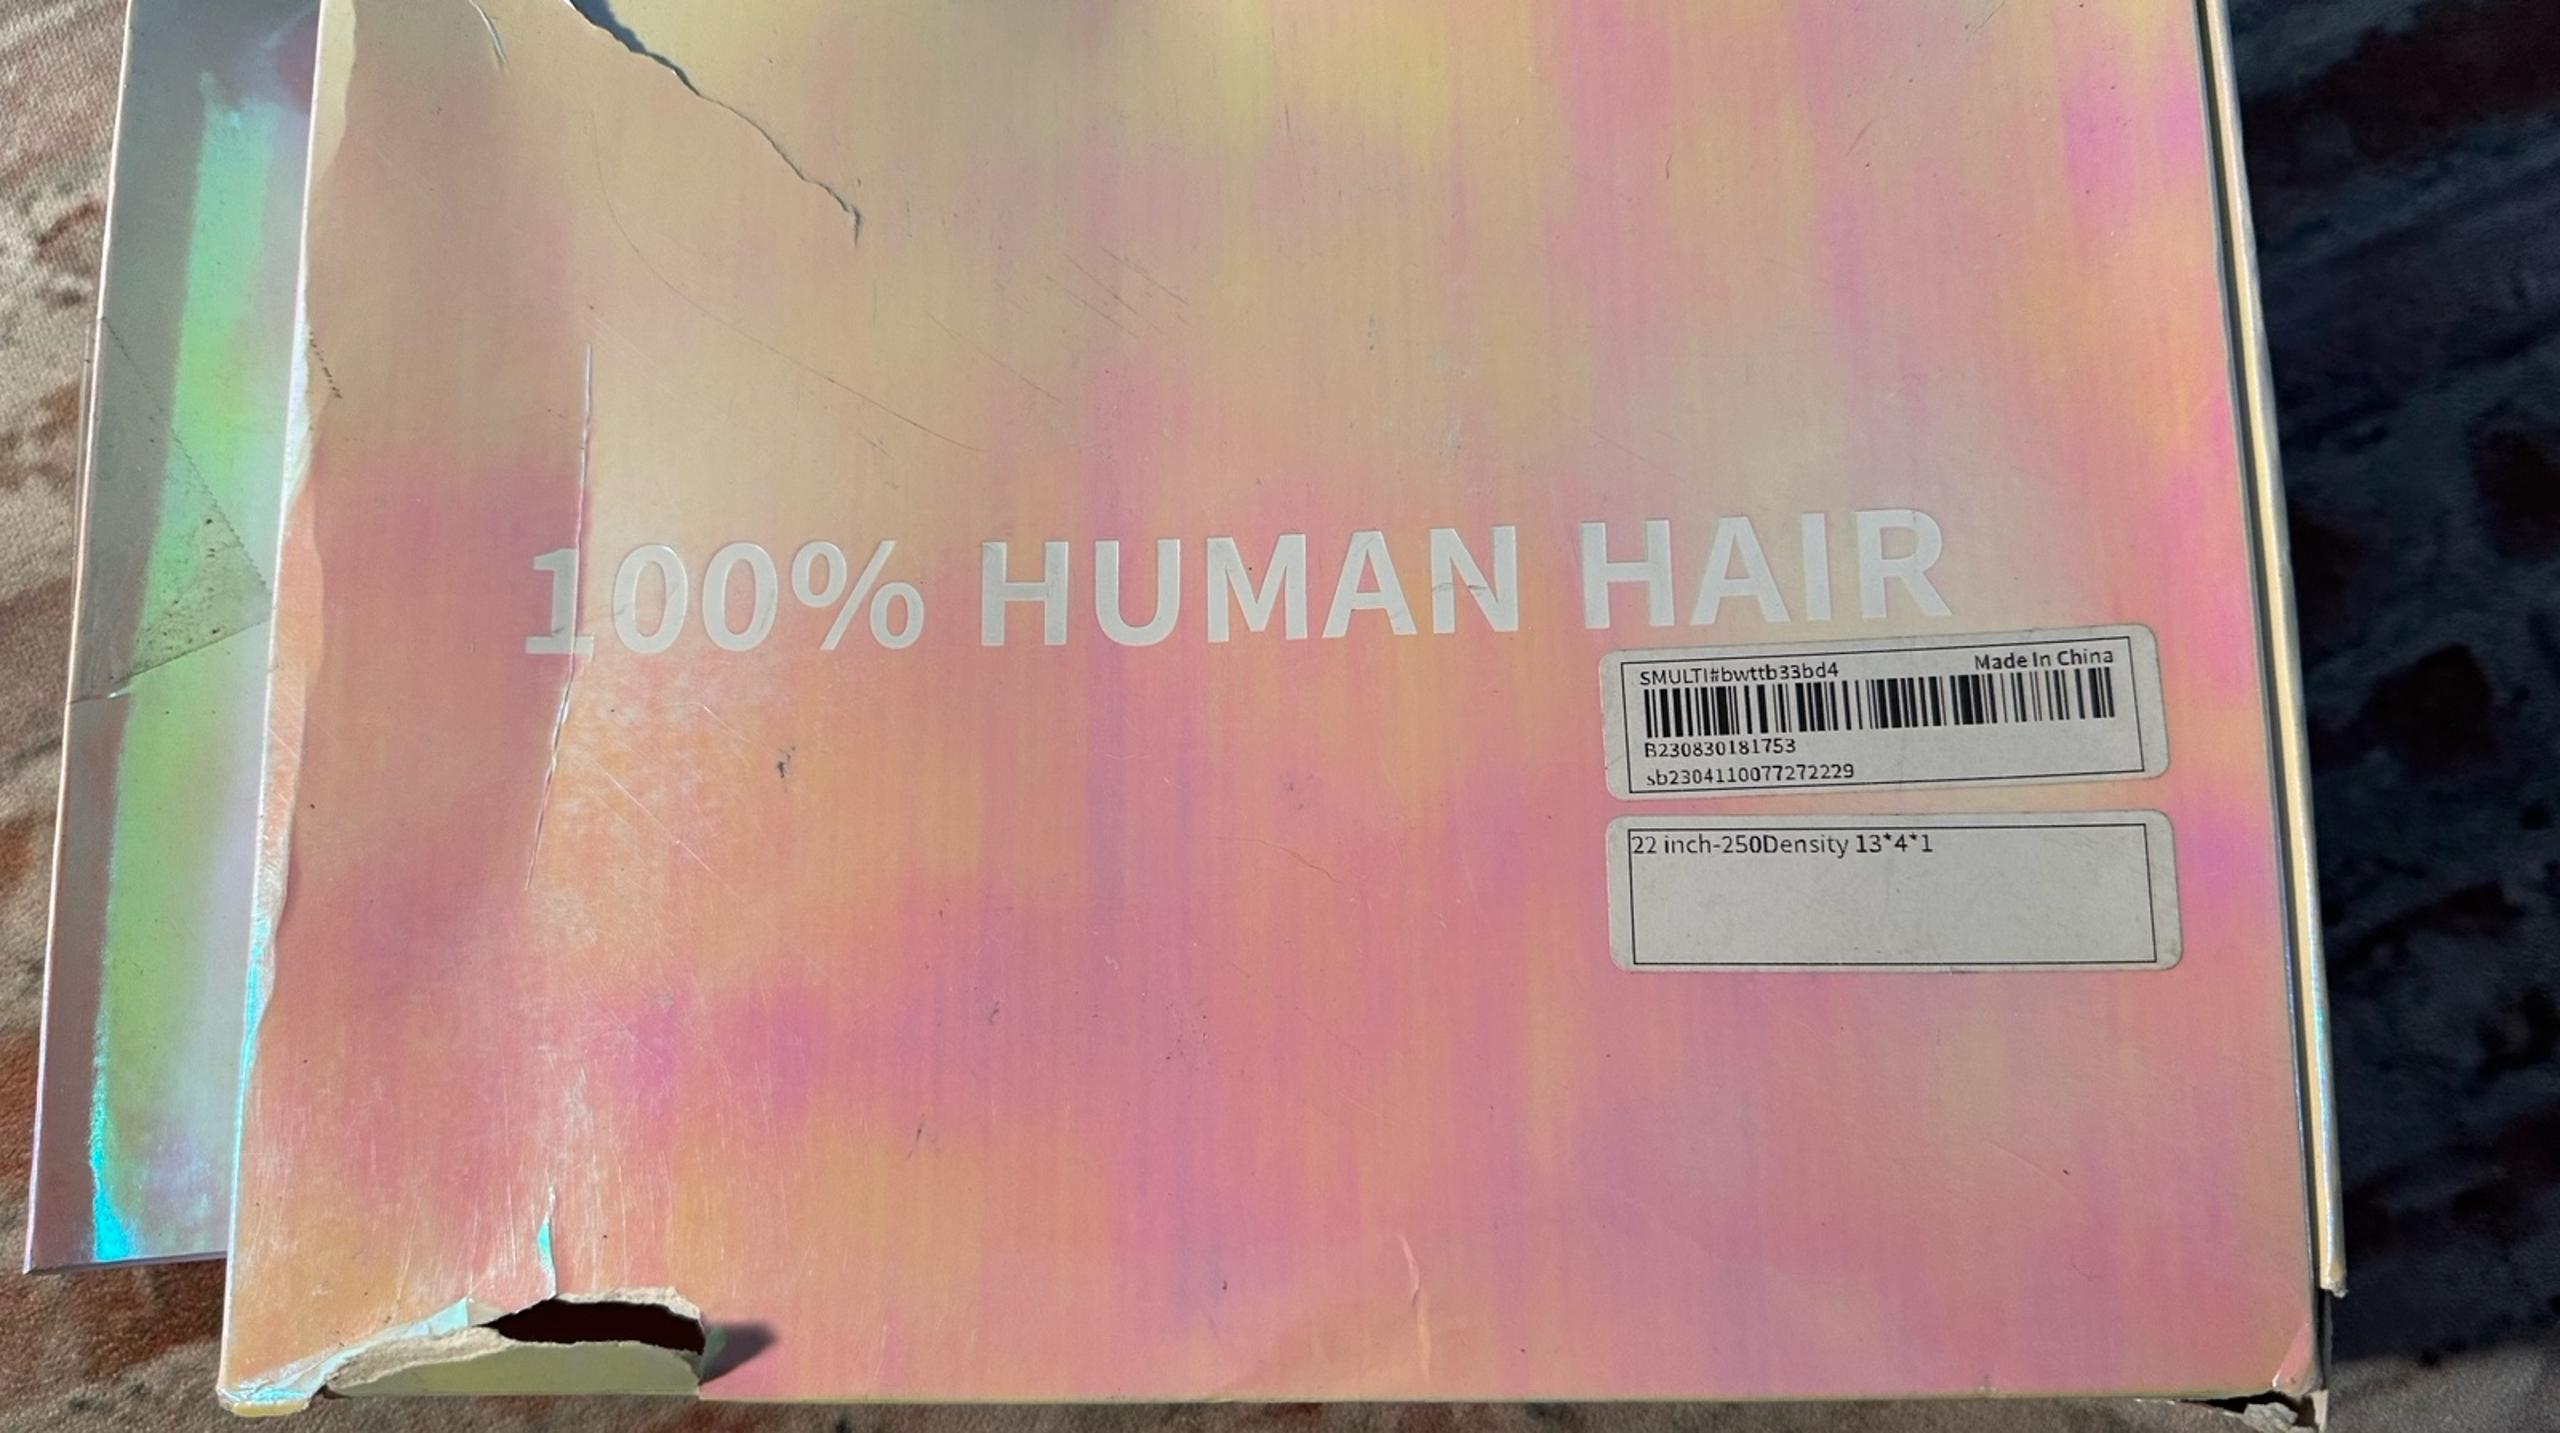 100% HUMAN HAIR
SMULTI#bwttb33bd4 Made In China
B230830181753
sb2304110077272229
22 inch-250Density 13*4*1